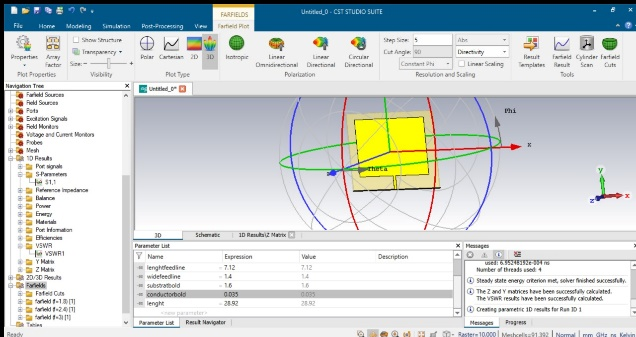 FARFIELDS
Untitled_0 - CST STUDIO SUITE
File Home Modeling Simulation Post-Processing View Farfield Plot
Properties
Array Factor
Show Structure
Transparency
Size:
Polar Cartesian 2D 3D
Isotropic
Linear Omnidirectional
Linear Directional
Circular Directional
Step Size: 5 Abs
Cut Angle: 90 Directivity
Constant Phi Linear Scaling
Result Templates
Farfield Result
Cylinder Scan
Farfield Cuts
Plot Properties Visibility Plot Type Polarization Resolution and Scaling Tools
Navigation Tree
Farfield Sources
Field Sources
Ports
Excitation Signals
Field Monitors
Voltage and Current Monitors
Probes
Mesh
1D Results
Port signals
S-Parameters
S1,1
Reference Impedance
Balance
Power
Energy
Materials
Port Information
Efficiencies
VSWR
VSWR1
Y Matrix
Z Matrix
2D/3D Results
Farfields
Farfield Cuts
farfield (f=1.8) [1]
farfield (f=2.4) [1]
farfield (f=3) [1]
Tables
Untitled_0*
Phi
x
Theta
y
z
x
3D Schematic 1D Results\Z Matrix
Parameter List
Name Expression Value Description
lenghtfeedline = 7.12 7.12
widefeedline = 1.4 1.4
substratbold = 1.6 1.6
conductorbold = 0.035 0.035
lenght = 28.92 28.92
<new parameter>
Parameter List Result Navigator
Messages
used: 6.95248192e-004 ns
Number of threads used: 4
Steady state energy criterion met, solver finished successfully.
The Z and Y matrices have been successfully calculated.
The VSWR results have been successfully calculated.
Creating parametric 1D results for Run ID 1
Messages Progress
Ready
Raster=10.000 Meshcells=91,392 Normal mm GHz ns Kelvin